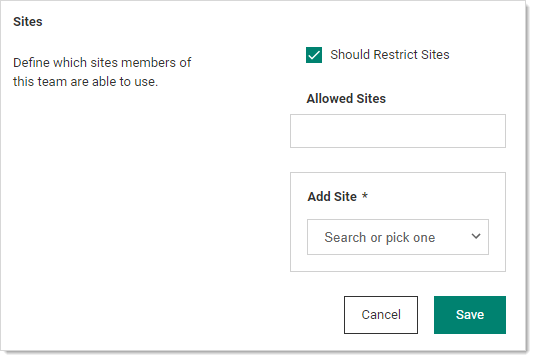 Sites
Define which sites members of
this team are able to use.
Should Restrict Sites
Allowed Sites
Add Site *
Search or pick one
Cancel
Save